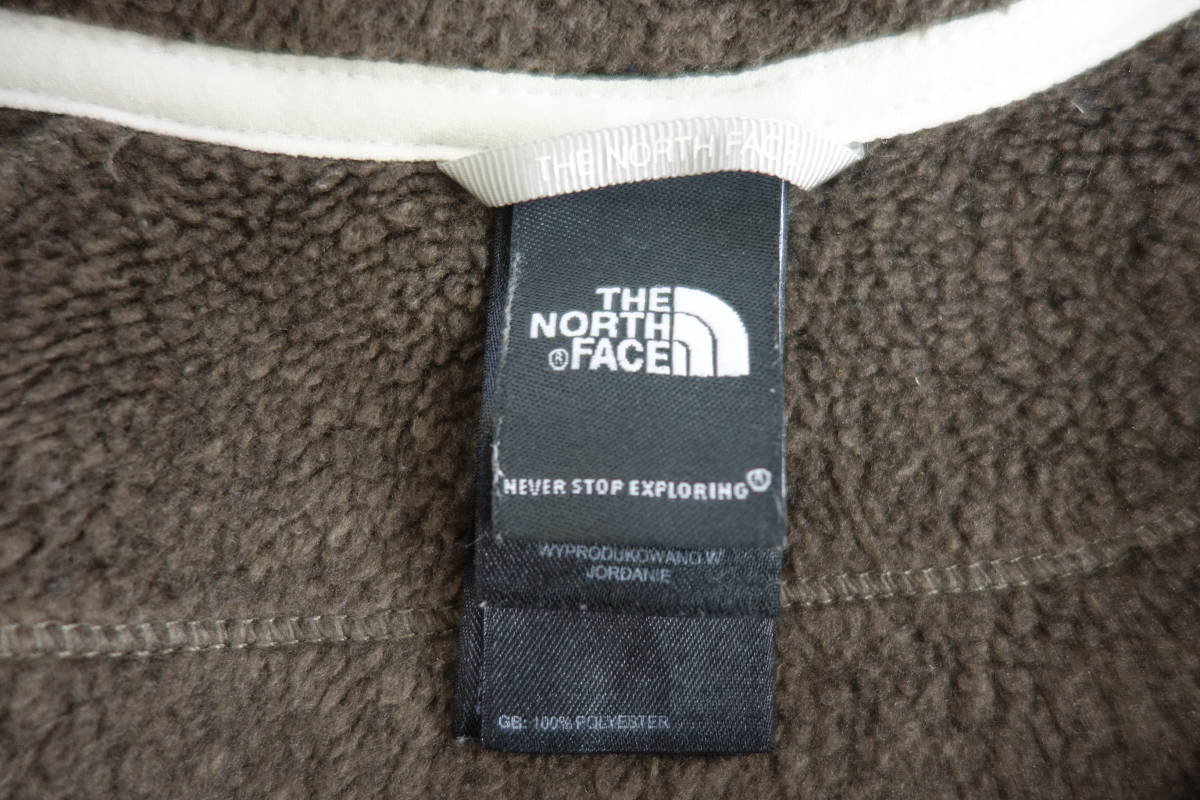 THE NORTH FACE
THE
NORTH
®FACE
NEVER STOP EXPLORING®
WYPRODUKOWANO W
JORDANIE
GB: 100% POLYESTER